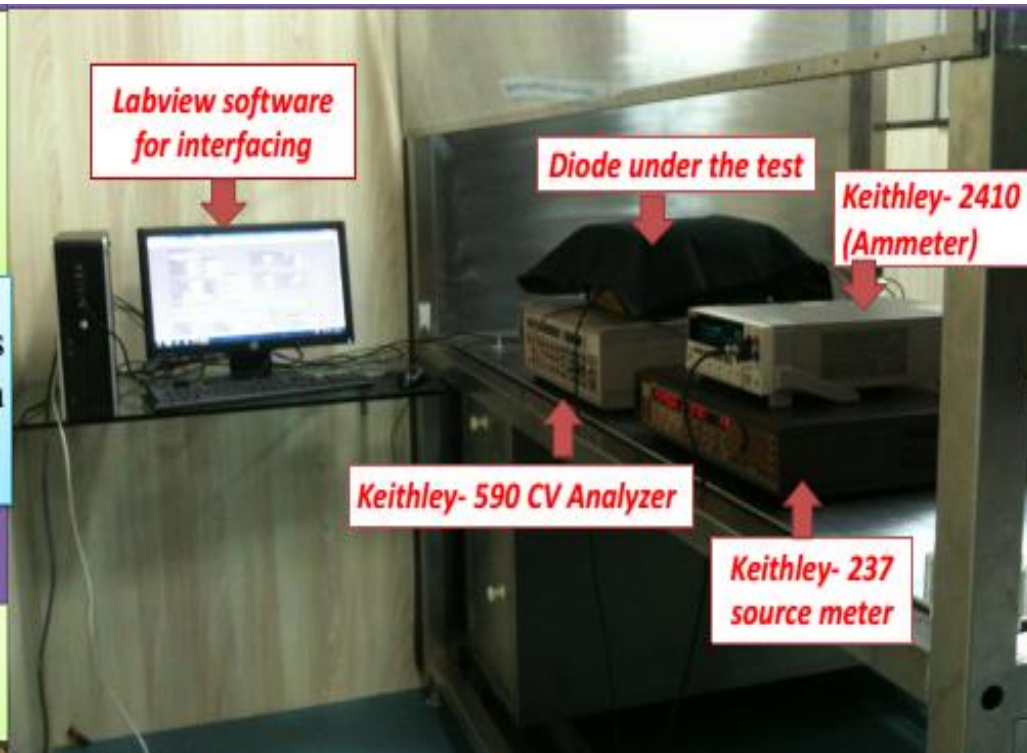 Labview software
for interfacing
Diode under the test
Keithley- 2410
(Ammeter)
s
Keithley- 590 CV Analyzer
Keithley- 237
source meter